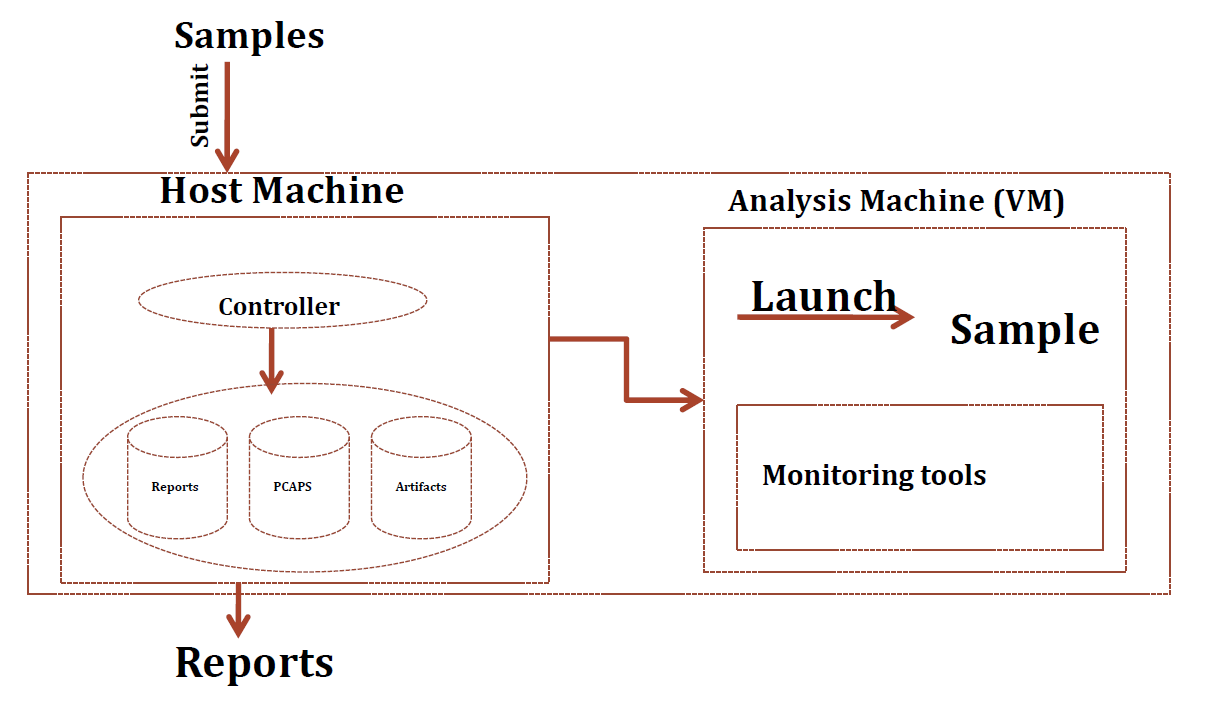 Samples
Submit
Host Machine
Analysis Machine (VM)
Controller
Launch
Sample
Reports
PCAPS
Artifacts
Monitoring tools
Reports